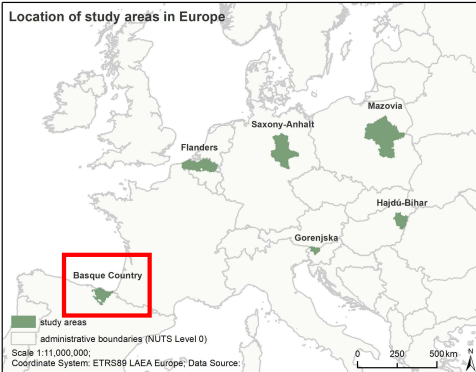 Location of study areas in Europe
Mazovia
Saxony-Anhalt
Flanders
Hajdú-Bihar
Gorenjska
Basque Country
study areas
administrative boundaries (NUTS Level 0)
Scale 1:11,000,000;
Coordinate System: ETRS89 LAEA Europe; Data Source:
0 250 500 km
N